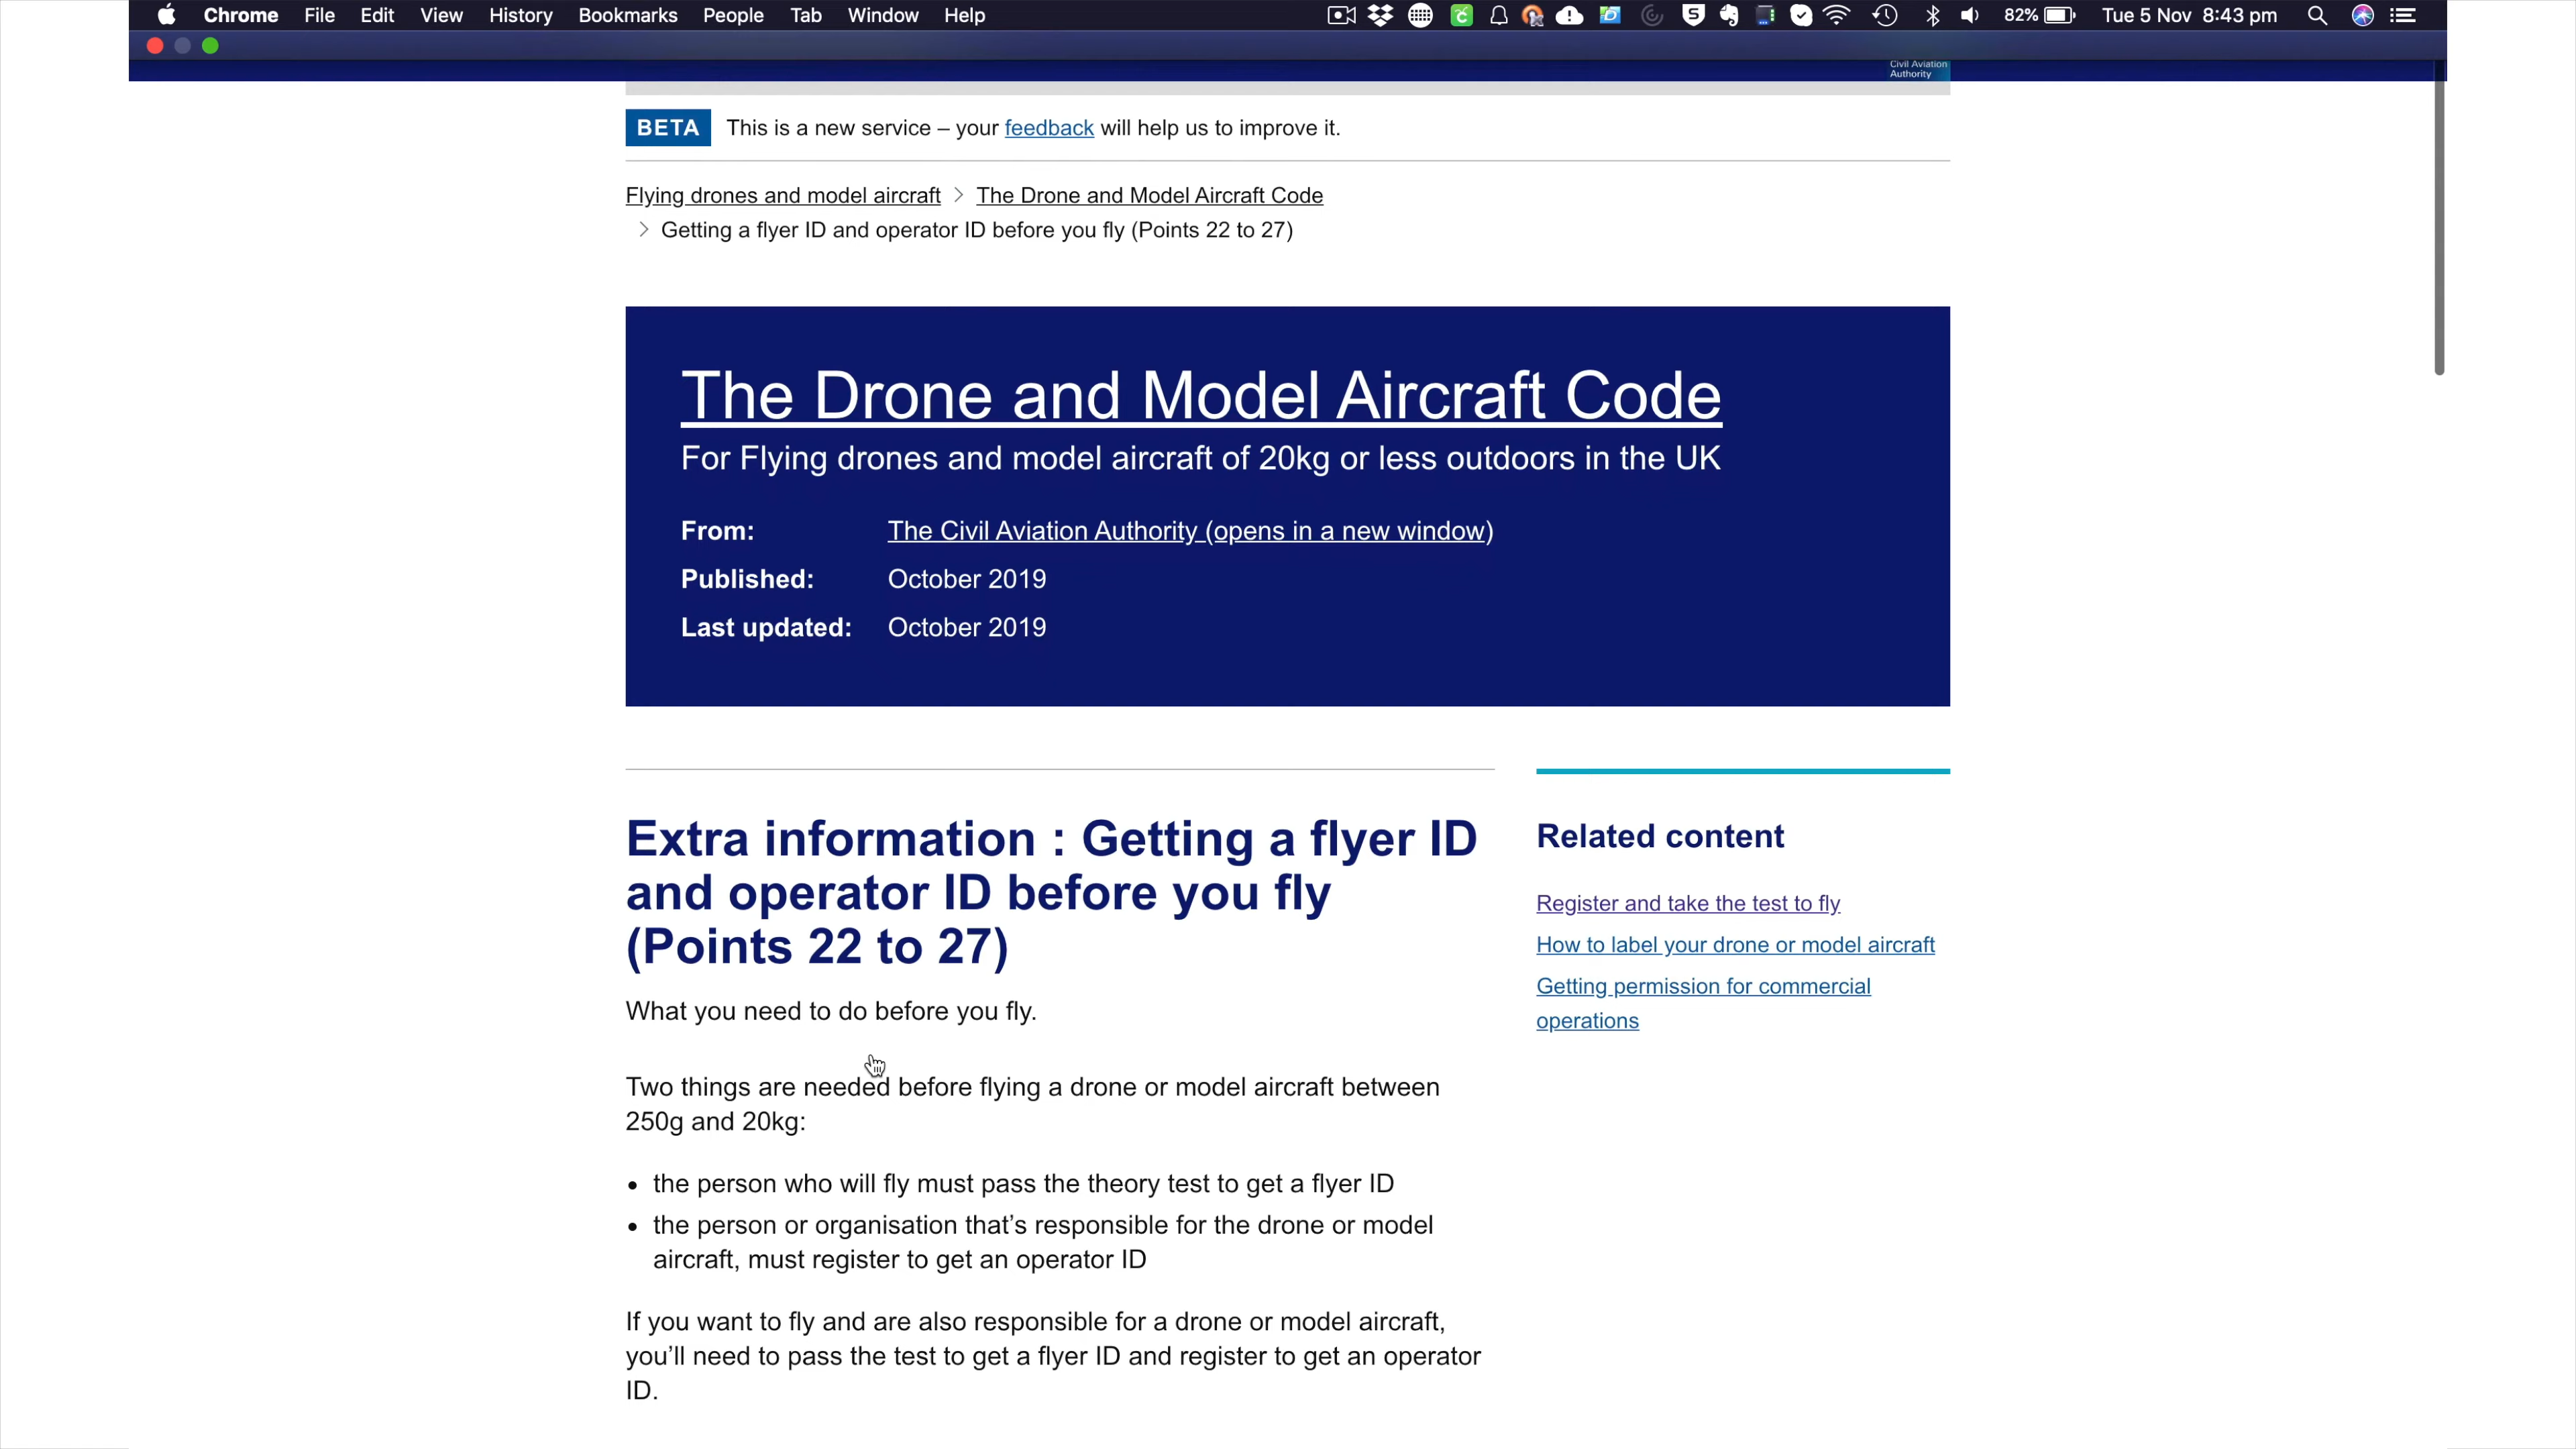 Chrome File Edit View History Bookmarks People Tab Window Help 82% Tue 5 Nov 8:43 pm
Civil Aviation
Authority
BETA This is a new service – your feedback will help us to improve it.
Flying drones and model aircraft > The Drone and Model Aircraft Code
> Getting a flyer ID and operator ID before you fly (Points 22 to 27)
The Drone and Model Aircraft Code
For Flying drones and model aircraft of 20kg or less outdoors in the UK
From: The Civil Aviation Authority (opens in a new window)
Published: October 2019
Last updated: October 2019
Extra information : Getting a flyer ID
and operator ID before you fly
(Points 22 to 27)
What you need to do before you fly.
Two things are needed before flying a drone or model aircraft between
250g and 20kg:
• the person who will fly must pass the theory test to get a flyer ID
• the person or organisation that’s responsible for the drone or model
aircraft, must register to get an operator ID
If you want to fly and are also responsible for a drone or model aircraft,
you’ll need to pass the test to get a flyer ID and register to get an operator
ID.
Related content
Register and take the test to fly
How to label your drone or model aircraft
Getting permission for commercial
operations